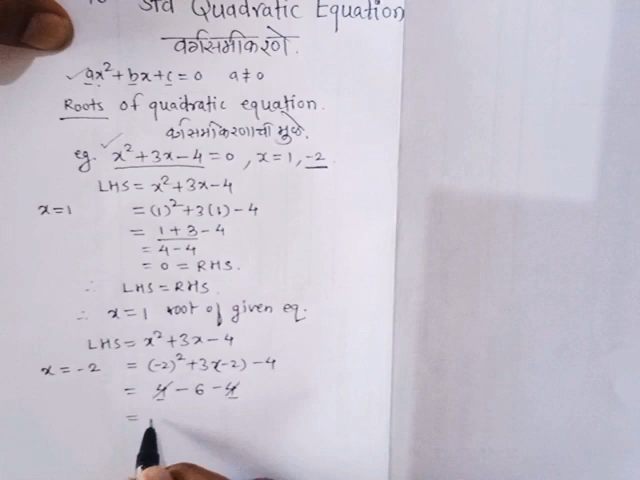 Std Quadratic Equation
वर्गसमीकरणे.
ax²+bx+c=0 a≠0
Roots of quadratic equation.
वर्गसमीकरणाची मुळे.
eg. x²+3x-4=0, x=1, -2
LHS = x²+3x-4
x=1 = (1)²+3(1)-4
= 1+3-4
= 4-4
= 0 = RHS.
∴ LHS = RHS.
∴ x=1 root of given eq.
LHS = x²+3x-4
x=-2 = (-2)²+3x(-2)-4
= 4-6-4
=